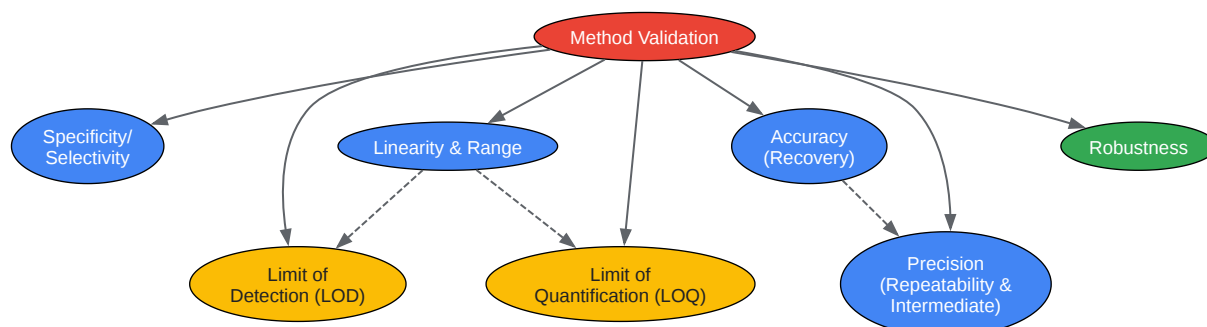 Method Validation
Specificity/
Selectivity
Linearity & Range
Accuracy
(Recovery)
Robustness
Limit of
Detection (LOD)
Limit of
Quantification (LOQ)
Precision
(Repeatability &
Intermediate)